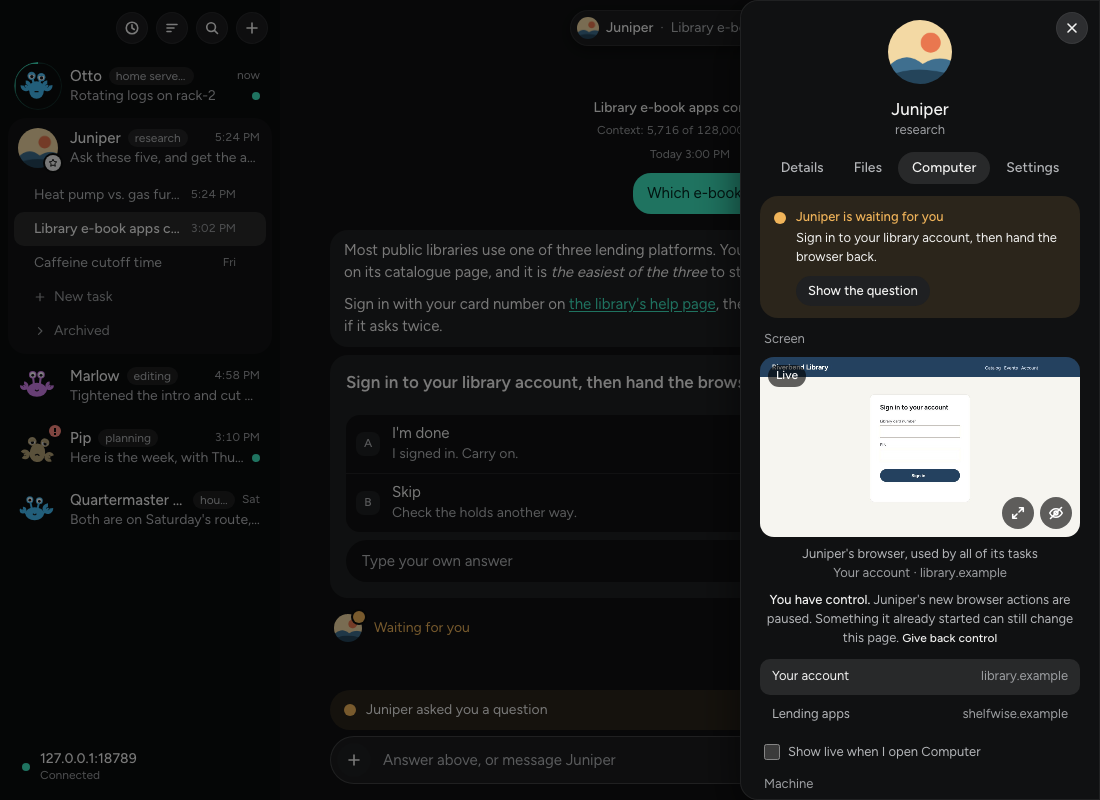 Otto
home serve...
now
Rotating logs on rack-2
Juniper
research
5:24 PM
Ask these five, and get the a...
Heat pump vs. gas fur...
5:24 PM
Library e-book apps c...
3:02 PM
Caffeine cutoff time
Fri
New task
Archived
Marlow
editing
4:58 PM
Tightened the intro and cut ...
Pip
planning
3:10 PM
Here is the week, with Thu...
Quartermaster ...
hou...
Sat
Both are on Saturday's route,...
127.0.0.1:18789
Connected
Juniper · Library e-b
Library e-book apps co
Context: 5,716 of 128,000
Today 3:00 PM
Which e-book
Most public libraries use one of three lending platforms. You
on its catalogue page, and it is the easiest of the three to st
Sign in with your card number on the library's help page, the
if it asks twice.
Sign in to your library account, then hand the brows
A
I'm done
I signed in. Carry on.
B
Skip
Check the holds another way.
Type your own answer
Waiting for you
Juniper asked you a question
Answer above, or message Juniper
Juniper
research
Details
Files
Computer
Settings
Juniper is waiting for you
Sign in to your library account, then hand the
browser back.
Show the question
Screen
Live
Library
Catalog Events Account
Sign in to your account
Library card number
Sign in
Juniper's browser, used by all of its tasks
Your account · library.example
You have control. Juniper's new browser actions are
paused. Something it already started can still change
this page. Give back control
Your account
library.example
Lending apps
shelfwise.example
Show live when I open Computer
Machine